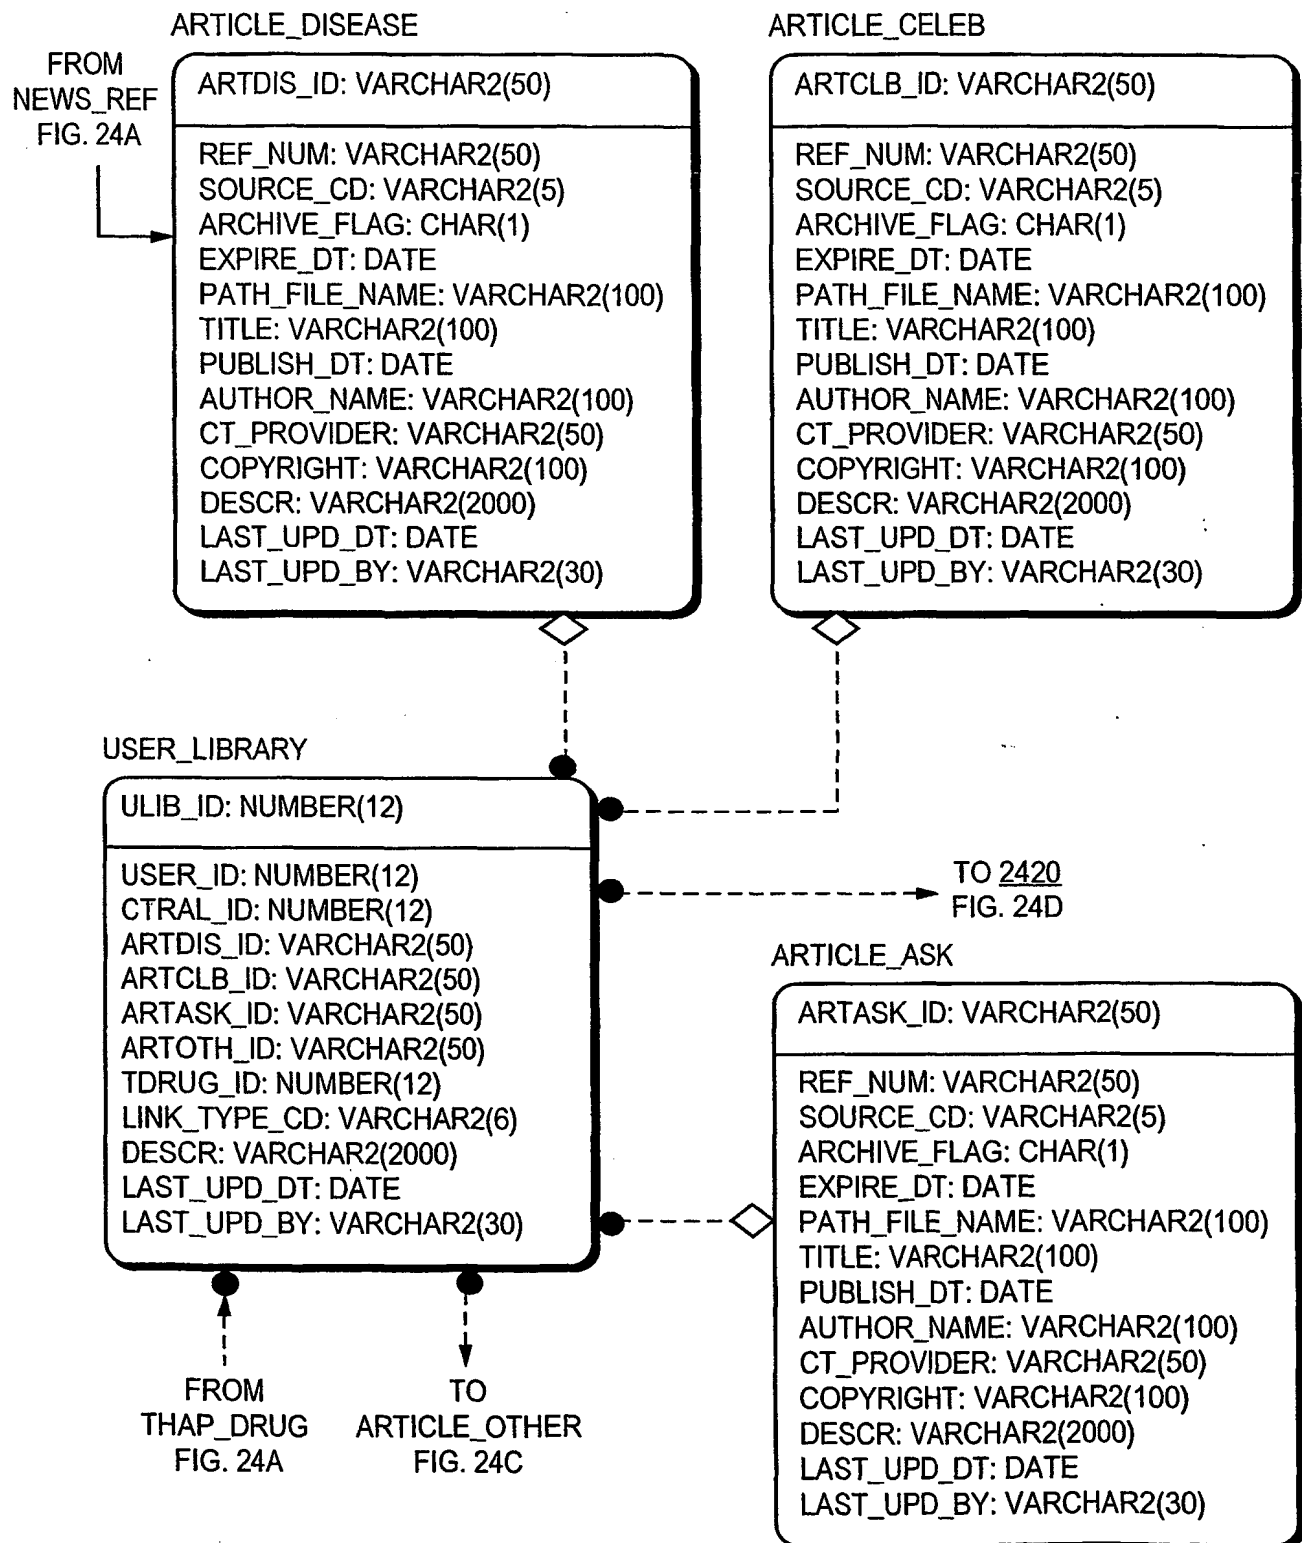 ARTICLE_DISEASE
FROM
NEWS_REF
FIG. 24A
ARTDIS_ID: VARCHAR2(50)
REF_NUM: VARCHAR2(50)
SOURCE_CD: VARCHAR2(5)
ARCHIVE_FLAG: CHAR(1)
EXPIRE_DT: DATE
PATH_FILE_NAME: VARCHAR2(100)
TITLE: VARCHAR2(100)
PUBLISH_DT: DATE
AUTHOR_NAME: VARCHAR2(100)
CT_PROVIDER: VARCHAR2(50)
COPYRIGHT: VARCHAR2(100)
DESCR: VARCHAR2(2000)
LAST_UPD_DT: DATE
LAST_UPD_BY: VARCHAR2(30)
ARTICLE_CELEB
ARTCLB_ID: VARCHAR2(50)
REF_NUM: VARCHAR2(50)
SOURCE_CD: VARCHAR2(5)
ARCHIVE_FLAG: CHAR(1)
EXPIRE_DT: DATE
PATH_FILE_NAME: VARCHAR2(100)
TITLE: VARCHAR2(100)
PUBLISH_DT: DATE
AUTHOR_NAME: VARCHAR2(100)
CT_PROVIDER: VARCHAR2(50)
COPYRIGHT: VARCHAR2(100)
DESCR: VARCHAR2(2000)
LAST_UPD_DT: DATE
LAST_UPD_BY: VARCHAR2(30)
USER_LIBRARY
ULIB_ID: NUMBER(12)
USER_ID: NUMBER(12)
CTRAL_ID: NUMBER(12)
ARTDIS_ID: VARCHAR2(50)
ARTCLB_ID: VARCHAR2(50)
ARTASK_ID: VARCHAR2(50)
ARTOTH_ID: VARCHAR2(50)
TDRUG_ID: NUMBER(12)
LINK_TYPE_CD: VARCHAR2(6)
DESCR: VARCHAR2(2000)
LAST_UPD_DT: DATE
LAST_UPD_BY: VARCHAR2(30)
TO 2420
FIG. 24D
ARTICLE_ASK
ARTASK_ID: VARCHAR2(50)
REF_NUM: VARCHAR2(50)
SOURCE_CD: VARCHAR2(5)
ARCHIVE_FLAG: CHAR(1)
EXPIRE_DT: DATE
PATH_FILE_NAME: VARCHAR2(100)
TITLE: VARCHAR2(100)
PUBLISH_DT: DATE
AUTHOR_NAME: VARCHAR2(100)
CT_PROVIDER: VARCHAR2(50)
COPYRIGHT: VARCHAR2(100)
DESCR: VARCHAR2(2000)
LAST_UPD_DT: DATE
LAST_UPD_BY: VARCHAR2(30)
FROM
THAP_DRUG
FIG. 24A
TO
ARTICLE_OTHER
FIG. 24C